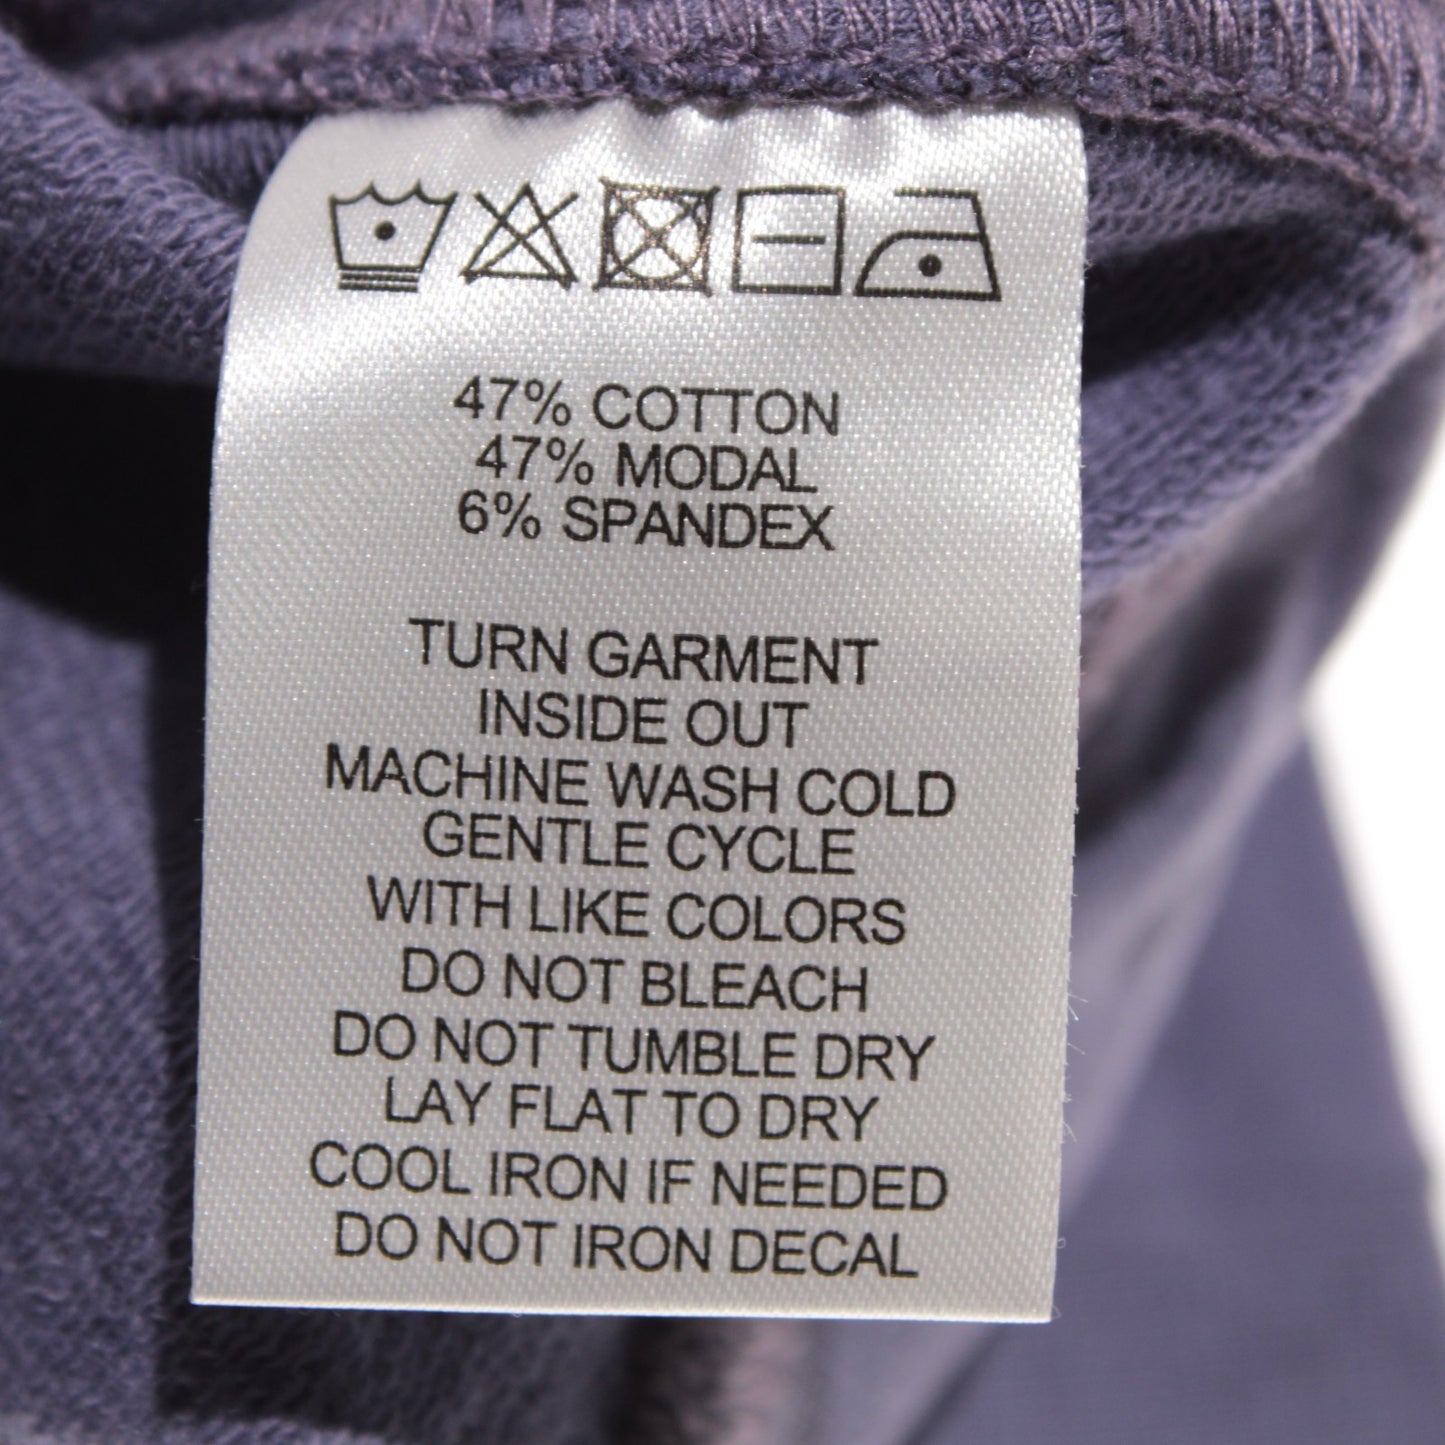 47% COTTON
47% MODAL
6% SPANDEX
TURN GARMENT
INSIDE OUT
MACHINE WASH COLD
GENTLE CYCLE
WITH LIKE COLORS
DO NOT BLEACH
DO NOT TUMBLE DRY
LAY FLAT TO DRY
COOL IRON IF NEEDED
DO NOT IRON DECAL